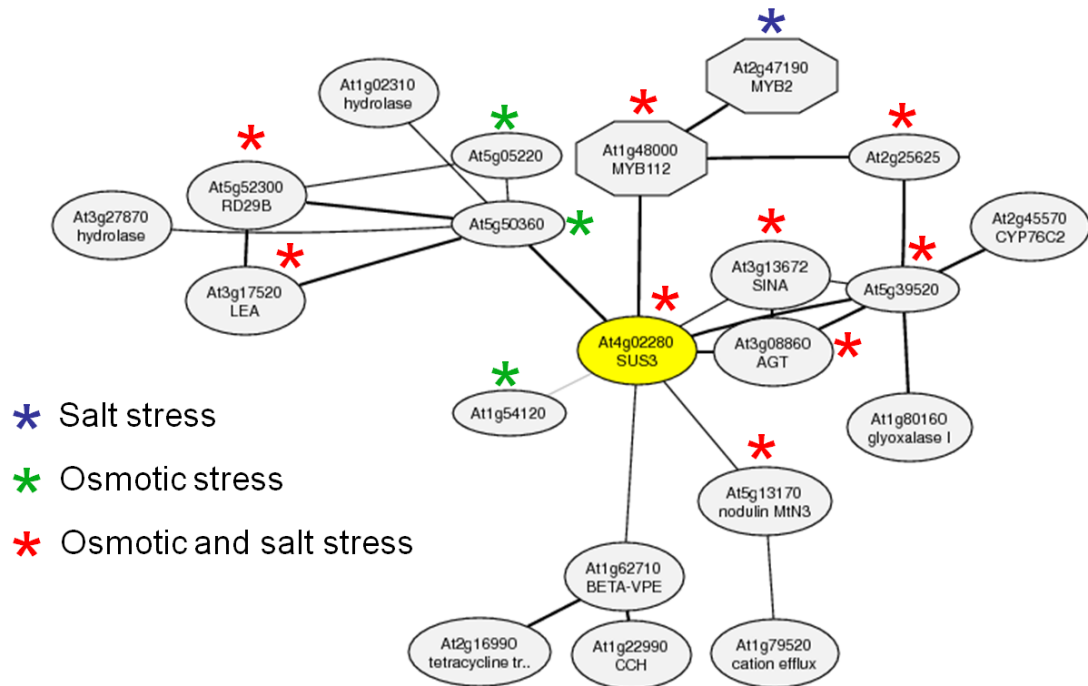 At2g47190
MYB2
At1g02310
hydrolase
At5g05220
At1g48000
MYB112
At2g25625
At5g52300
RD29B
At3g27870
hydrolase
At5g50360
At2g45570
CYP76C2
At3g13672
SINA
At3g17520
LEA
At5g39520
At4g02280
SUS3
At3g08860
AGT
At1g54120
At1g80160
glyoxalase I
* Salt stress
* Osmotic stress
* Osmotic and salt stress
At5g13170
nodulin MtN3
At1g62710
BETA-VPE
At2g16990
tetracycline tr..
At1g22990
CCH
At1g79520
cation efflux